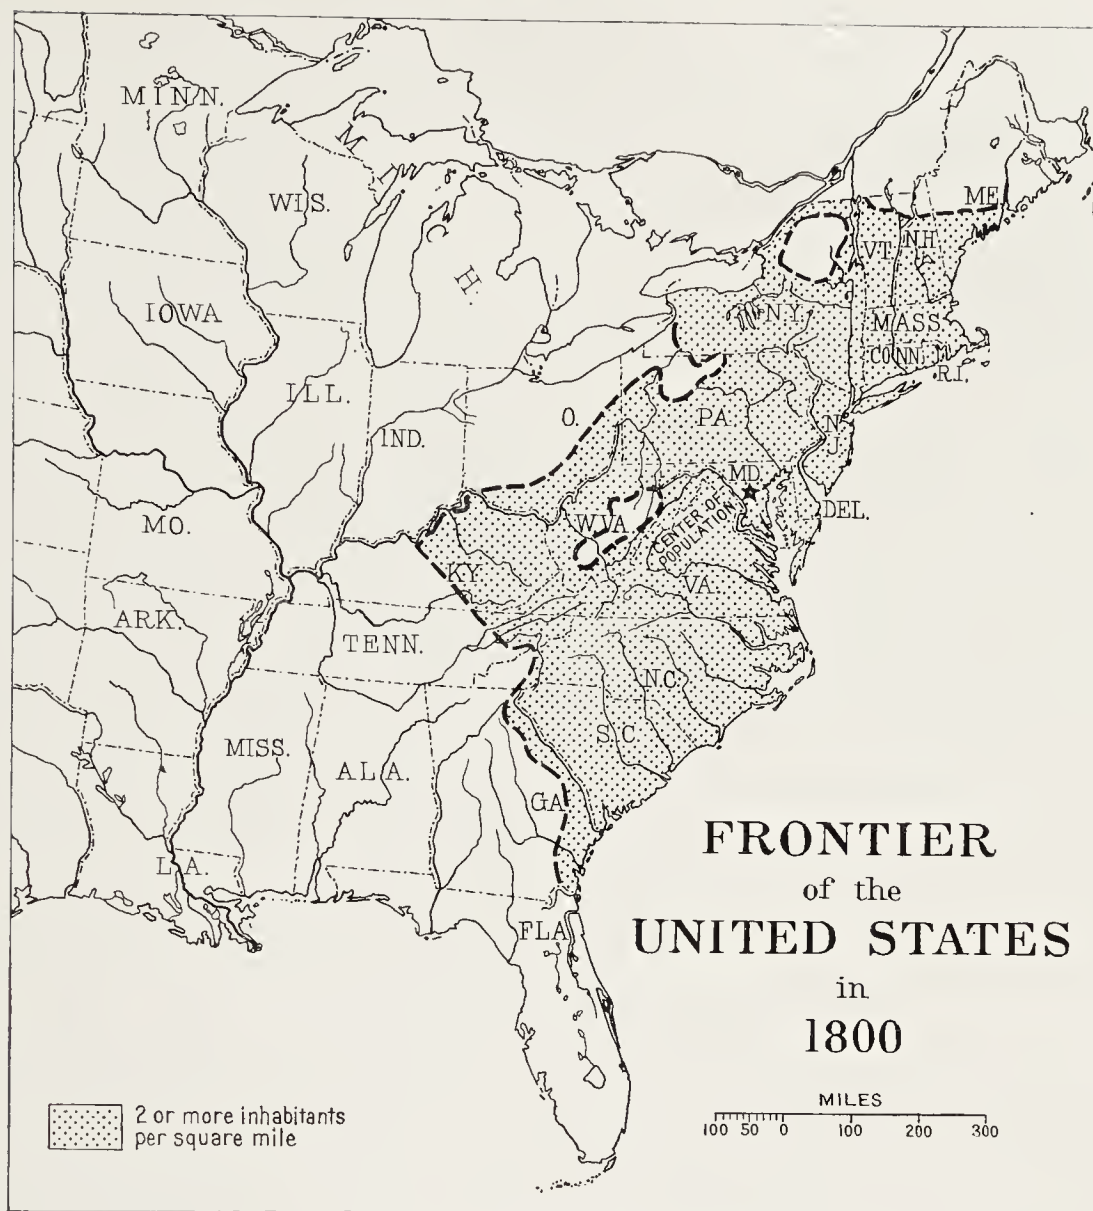 MINN.
WIS.
MICH.
ME.
VT.
N.H.
IOWA
N.Y.
MASS.
CONN.
R.I.
ILL.
IND.
O.
PA.
N.J.
MD.
DEL.
MO.
W.VA.
CENTER OF
POPULATION
KY.
VA.
ARK.
TENN.
N.C.
S.C.
MISS.
ALA.
GA.
LA.
FLA.
FRONTIER
of the
UNITED STATES
in
1800
2 or more inhabitants
per square mile
MILES
100 50 0 100 200 300